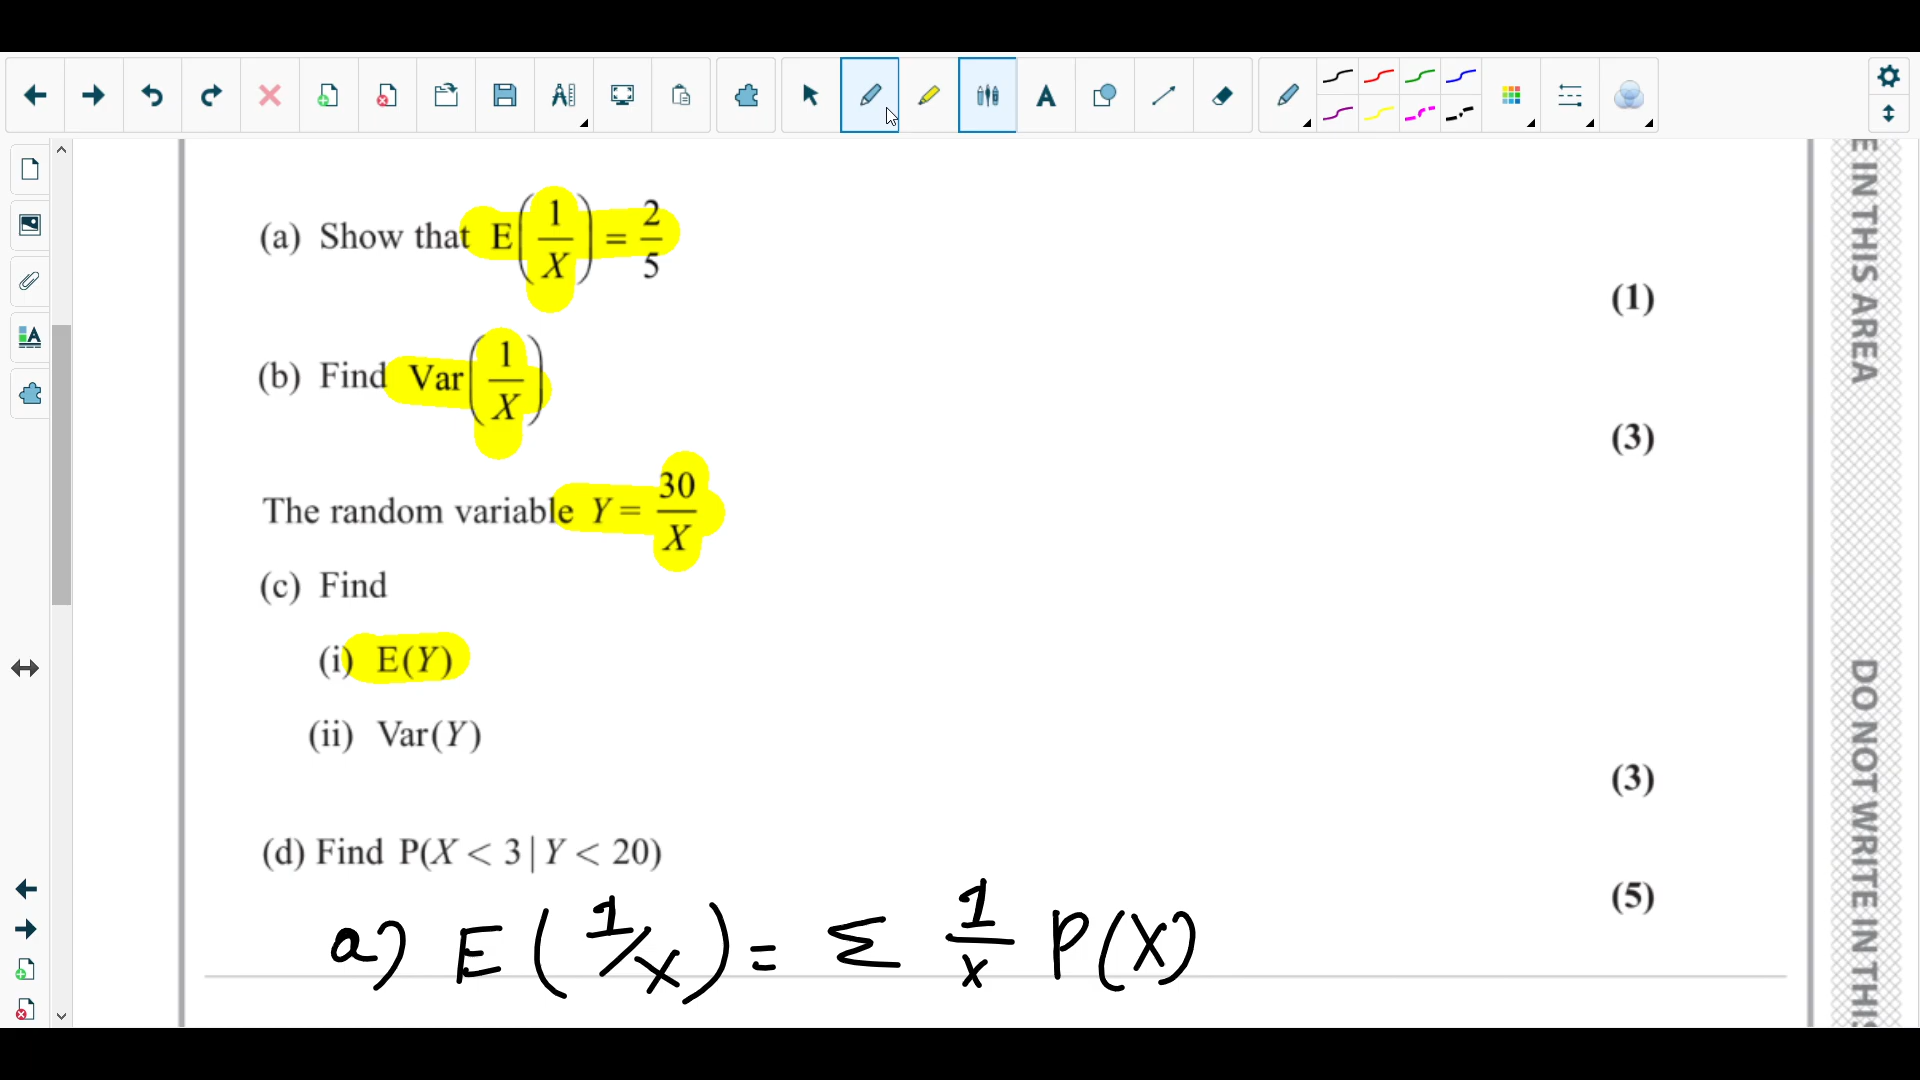 (a) Show that E(1/X) = 2/5
(1)
(b) Find Var(1/X)
(3)
The random variable Y = 30/X
(c) Find
(i) E(Y)
(ii) Var(Y)
(3)
(d) Find P(X < 3 | Y < 20)
(5)
a) E(1/X) = Σ 1/x P(X)
E IN THIS AREA
DO NOT WRITE IN THIS